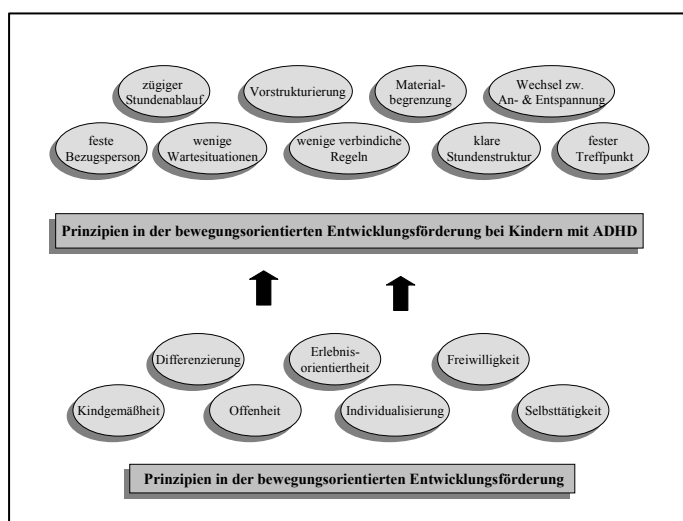 zügiger
Stundenablauf
Vorstrukturierung
Material-
begrenzung
Wechsel zw.
An- & Entspannung
feste
Bezugsperson
wenige
Wartesituationen
wenige verbindliche
Regeln
klare
Stundenstruktur
fester
Treffpunkt
Prinzipien in der bewegungsorientierten Entwicklungsförderung bei Kindern mit ADHD
Differenzierung
Erlebnis-
orientiertheit
Freiwilligkeit
Kindgemäßheit
Offenheit
Individualisierung
Selbsttätigkeit
Prinzipien in der bewegungsorientierten Entwicklungsförderung